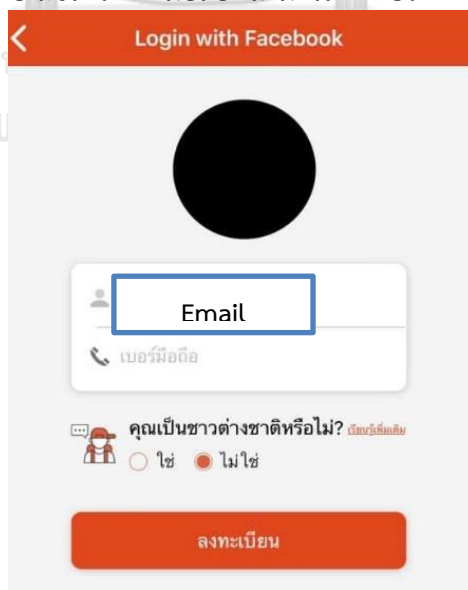 Login with Facebook
Email
เบอร์มือถือ
คุณเป็นชาวต่างชาติหรือไม่? เรียนรู้เพิ่มเติม
ใช่ ไม่ใช่
ลงทะเบียน